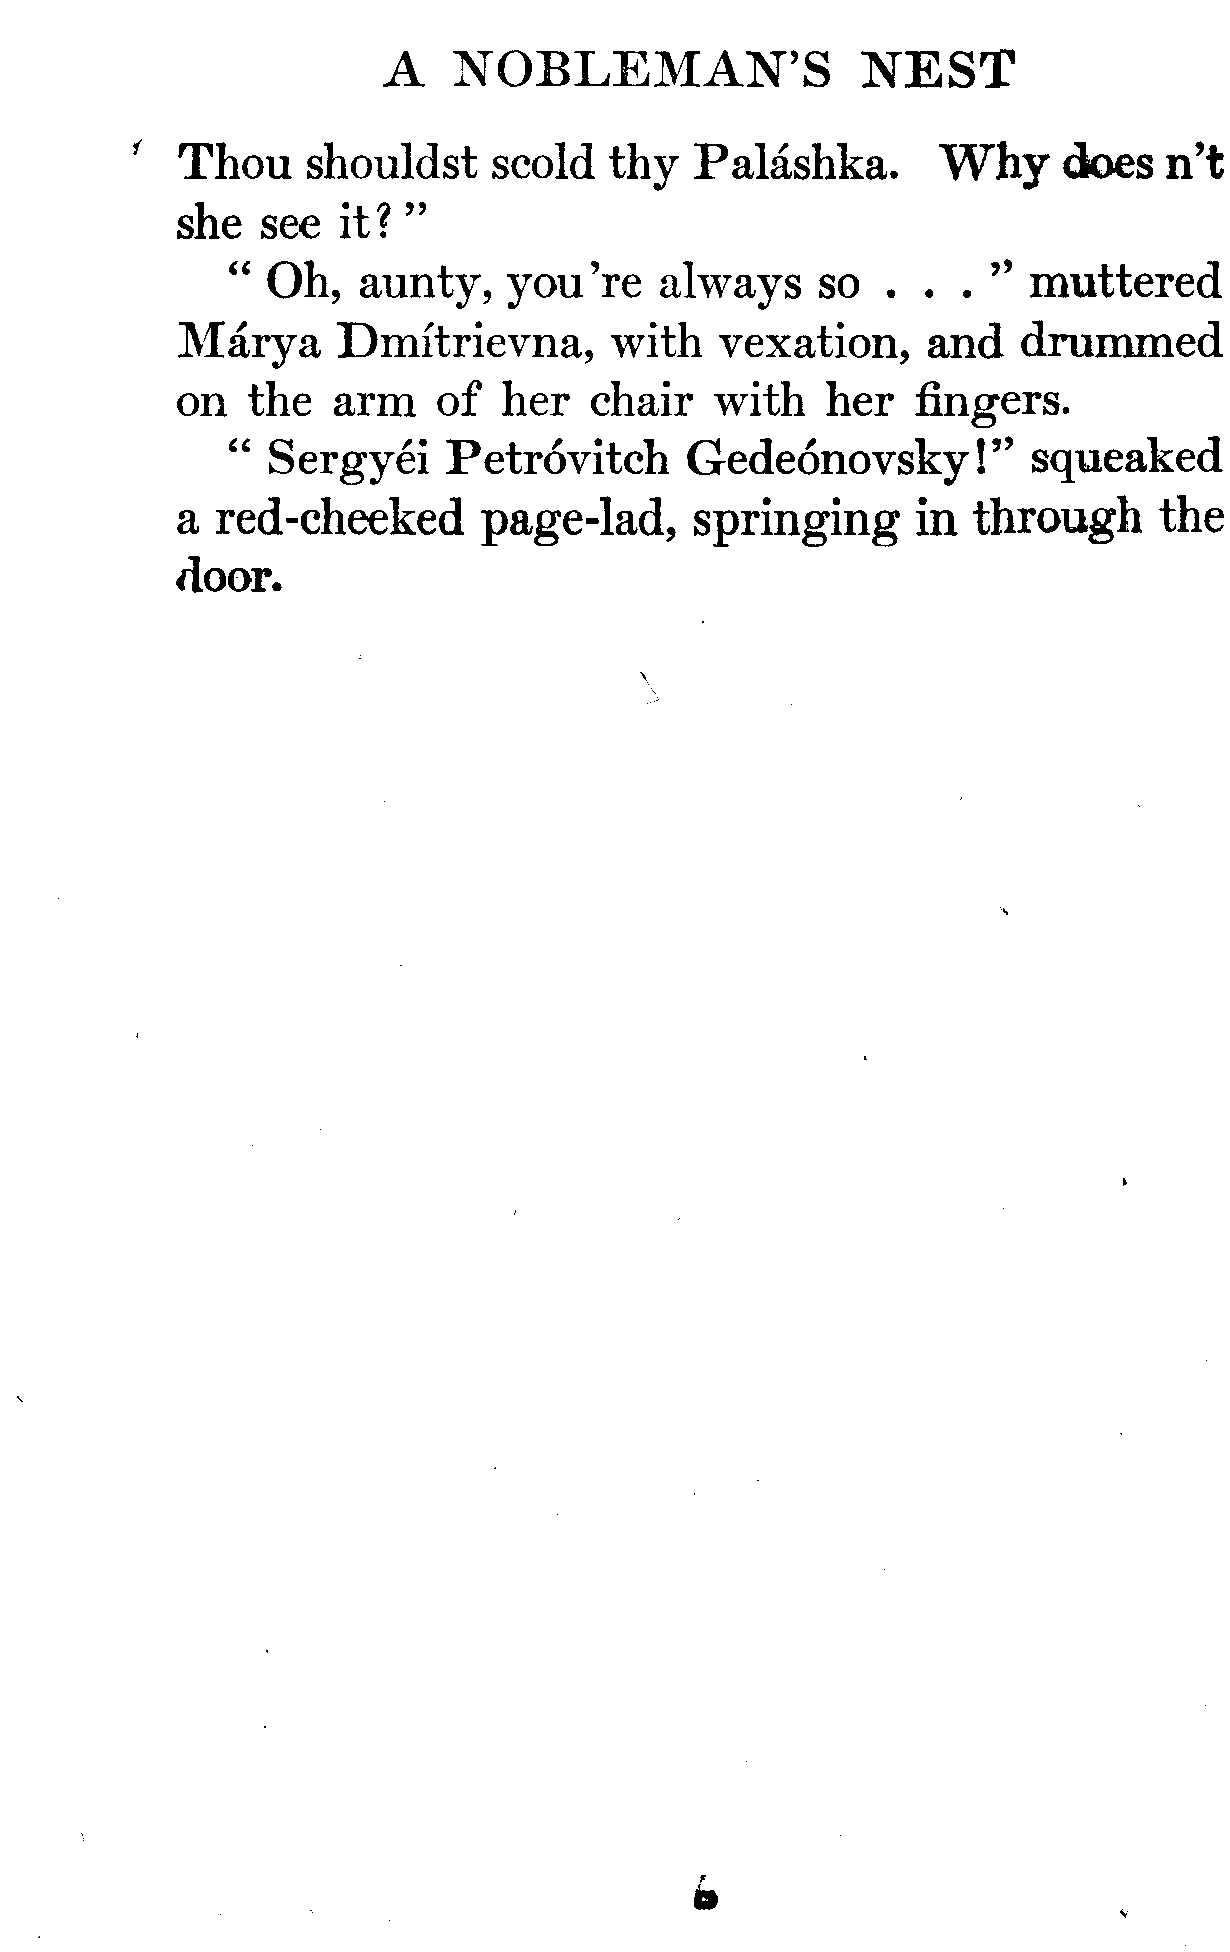 A NOBLEMAN'S NEST
Thou shouldst scold thy Paláshka. Why does n't
she see it?"
" Oh, aunty, you 're always so . . . " muttered
Márya Dmítrievna, with vexation, and drummed
on the arm of her chair with her fingers.
" Sergyéi Petróvitch Gedeónovsky!" squeaked
a red-cheeked page-lad, springing in through the
door.
6